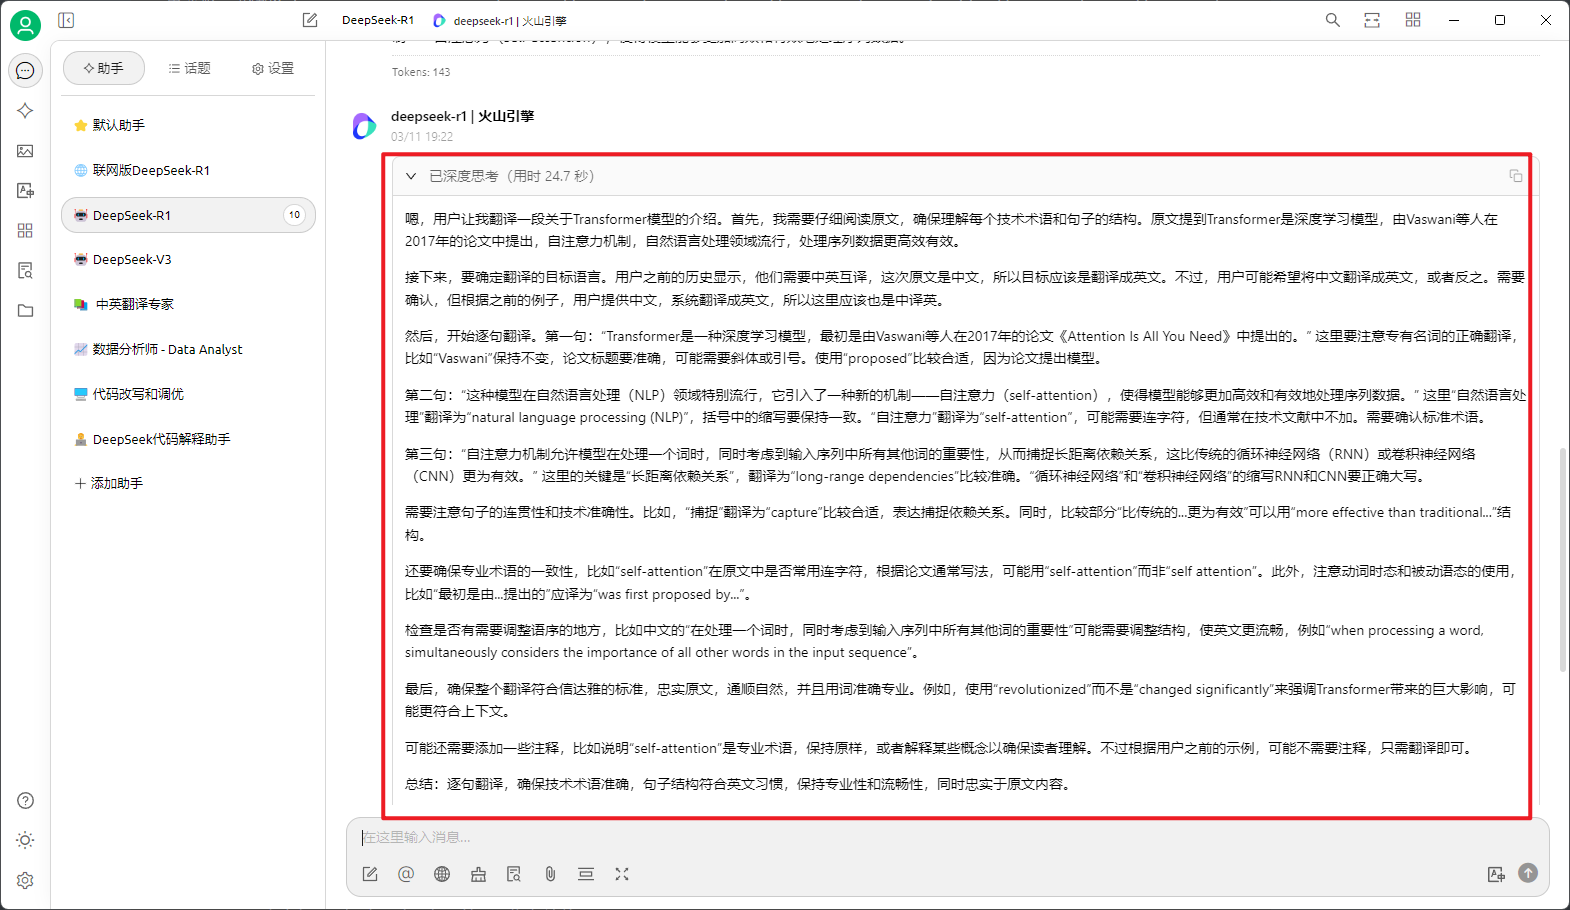 DeepSeek-R1
deepseek-r1 | 火山引擎
助手
话题
设置
默认助手
联网版DeepSeek-R1
DeepSeek-R1
10
DeepSeek-V3
中英翻译专家
数据分析师 - Data Analyst
代码改写和调优
DeepSeek代码解释助手
添加助手
Tokens: 143
deepseek-r1 | 火山引擎
03/11 19:22
已深度思考（用时 24.7 秒）
嗯，用户让我翻译一段关于Transformer模型的介绍。首先，我需要仔细阅读原文，确保理解每个技术术语和句子的结构。原文提到Transformer是深度学习模型，由Vaswani等人在
2017年的论文中提出，自注意力机制，自然语言处理领域流行，处理序列数据更高效有效。
接下来，要确定翻译的目标语言。用户之前的历史显示，他们需要中英互译，这次原文是中文，所以目标应该是翻译成英文。不过，用户可能希望将中文翻译成英文，或者反之。需要
确认，但根据之前的例子，用户提供中文，系统翻译成英文，所以这里应该也是中译英。
然后，开始逐句翻译。第一句：“Transformer是一种深度学习模型，最初是由Vaswani等人在2017年的论文《Attention Is All You Need》中提出的。” 这里要注意专有名词的正确翻译，
比如“Vaswani”保持不变，论文标题要准确，可能需要斜体或引号。使用“proposed”比较合适，因为论文提出模型。
第二句：“这种模型在自然语言处理（NLP）领域特别流行，它引入了一种新的机制——自注意力（self-attention），使得模型能够更加高效和有效地处理序列数据。” 这里“自然语言处
理”翻译为“natural language processing (NLP)”，括号中的缩写要保持一致。“自注意力”翻译为“self-attention”，可能需要连字符，但通常在技术文献中不加。需要确认标准术语。
第三句：“自注意力机制允许模型在处理一个词时，同时考虑到输入序列中所有其他词的重要性，从而捕捉长距离依赖关系，这比传统的循环神经网络（RNN）或卷积神经网络
（CNN）更为有效。” 这里的关键是“长距离依赖关系”，翻译为“long-range dependencies”比较准确。“循环神经网络”和“卷积神经网络”的缩写RNN和CNN要正确大写。
需要注意句子的连贯性和技术准确性。比如，“捕捉”翻译为“capture”比较合适，表达捕捉依赖关系。同时，比较部分“比传统的...更为有效”可以用“more effective than traditional...”结
构。
还要确保专业术语的一致性，比如“self-attention”在原文中是否常用连字符，根据论文通常写法，可能用“self-attention”而非“self attention”。此外，注意动词时态和被动语态的使用，
比如“最初是由...提出的”应译为“was first proposed by...”。
检查是否有需要调整语序的地方，比如中文的“在处理一个词时，同时考虑到输入序列中所有其他词的重要性”可能需要调整结构，使英文更流畅，例如“when processing a word,
simultaneously considers the importance of all other words in the input sequence”。
最后，确保整个翻译符合信达雅的标准，忠实原文，通顺自然，并且用词准确专业。例如，使用“revolutionized”而不是“changed significantly”来强调Transformer带来的巨大影响，可
能更符合上下文。
可能还需要添加一些注释，比如说明“self-attention”是专业术语，保持原样，或者解释某些概念以确保读者理解。不过根据用户之前的示例，可能不需要注释，只需翻译即可。
总结：逐句翻译，确保技术术语准确，句子结构符合英文习惯，保持专业性和流畅性，同时忠实于原文内容。
在这里输入消息...